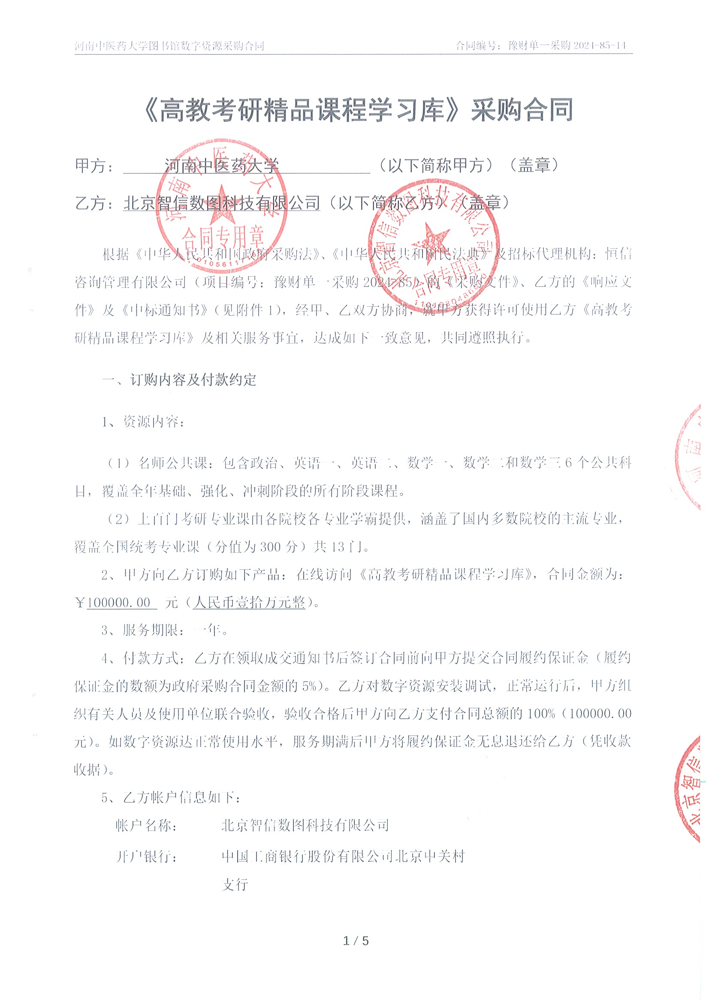 河南中医药大学图书馆数字资源采购合同 合同编号：豫财单一采购 2024-85-14
《高教考研精品课程学习库》采购合同
甲方： 河南中医药大学 （以下简称甲方）（盖章）
乙方：北京智信数图科技有限公司（以下简称乙方）（盖章）
河南中医药大学
合同专用章
北京智信数图科技有限公司
合同专用章
根据《中华人民共和国政府采购法》、《中华人民共和国民法典》及招标代理机构：恒信
咨询管理有限公司（项目编号：豫财单一采购 2024-85）的《采购文件》、乙方的《响应文
件》及《中标通知书》（见附件 1），经甲、乙双方协商，就甲方获得许可使用乙方《高教考
研精品课程学习库》及相关服务事宜，达成如下一致意见，共同遵照执行。
一、订购内容及付款约定
1、资源内容：
（1）名师公共课：包含政治、英语一、英语二、数学一、数学二和数学三 6 个公共科
目，覆盖全年基础、强化、冲刺阶段的所有阶段课程。
（2）上百门考研专业课由各院校各专业学霸提供，涵盖了国内多数院校的主流专业，
覆盖全国统考专业课（分值为 300 分）共 13 门。
2、甲方向乙方订购如下产品：在线访问《高教考研精品课程学习库》，合同金额为：
￥100000.00 元（人民币壹拾万元整）。
3、服务期限：一年。
4、付款方式：乙方在领取成交通知书后签订合同前向甲方提交合同履约保证金（履约
保证金的数额为政府采购合同金额的 5%）。乙方对数字资源安装调试，正常运行后，甲方组
织有关人员及使用单位联合验收，验收合格后甲方向乙方支付合同总额的 100%（100000.00
元）。如数字资源达正常使用水平，服务期满后甲方将履约保证金无息退还给乙方（凭收款
收据）。
5、乙方帐户信息如下：
帐户名称： 北京智信数图科技有限公司
开户银行： 中国工商银行股份有限公司北京中关村
支行
1 / 5